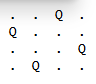 . . Q .
Q . . .
. . . Q
. Q . .